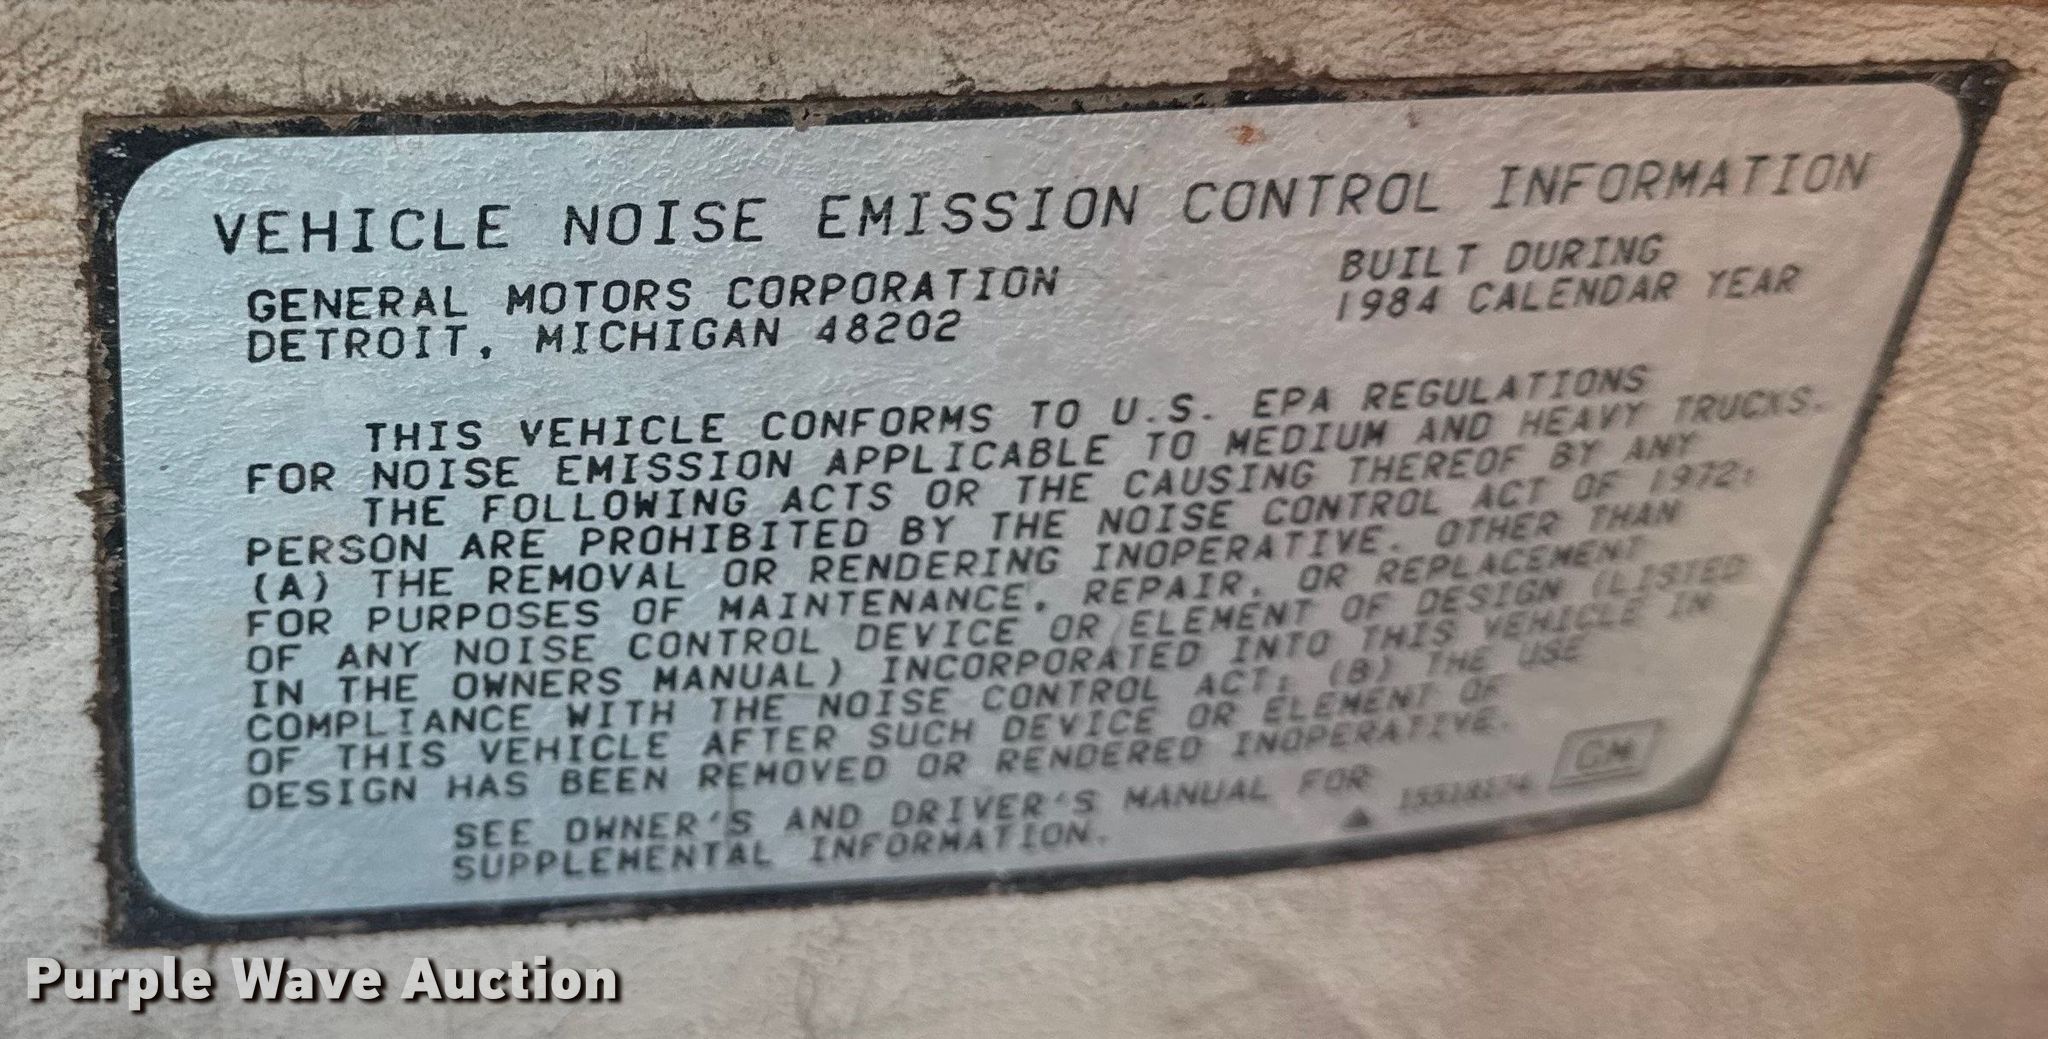 VEHICLE NOISE EMISSION CONTROL INFORMATION
GENERAL MOTORS CORPORATION
DETROIT, MICHIGAN 48202
BUILT DURING
1984 CALENDAR YEAR
THIS VEHICLE CONFORMS TO U.S. EPA REGULATIONS
FOR NOISE EMISSION APPLICABLE TO MEDIUM AND HEAVY TRUCKS.
THE FOLLOWING ACTS OR THE CAUSING THEREOF BY ANY
PERSON ARE PROHIBITED BY THE NOISE CONTROL ACT OF 1972:
(A) THE REMOVAL OR RENDERING INOPERATIVE, OTHER THAN
FOR PURPOSES OF MAINTENANCE, REPAIR, OR REPLACEMENT
OF ANY NOISE CONTROL DEVICE OR ELEMENT OF DESIGN (LISTED
IN THE OWNERS MANUAL) INCORPORATED INTO THIS VEHICLE IN
COMPLIANCE WITH THE NOISE CONTROL ACT; (B) THE USE
OF THIS VEHICLE AFTER SUCH DEVICE OR ELEMENT OF
DESIGN HAS BEEN REMOVED OR RENDERED INOPERATIVE.
SEE OWNER'S AND DRIVER'S MANUAL FOR
SUPPLEMENTAL INFORMATION.
GM
Purple Wave Auction